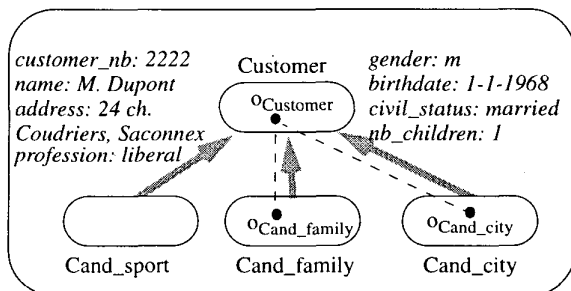 customer_nb: 2222
name: M. Dupont
address: 24 ch.
Coudriers, Saconnex
profession: liberal
Customer
oCustomer
gender: m
birthdate: 1-1-1968
civil_status: married
nb_children: 1
oCand_family
oCand_city
Cand_sport
Cand_family
Cand_city